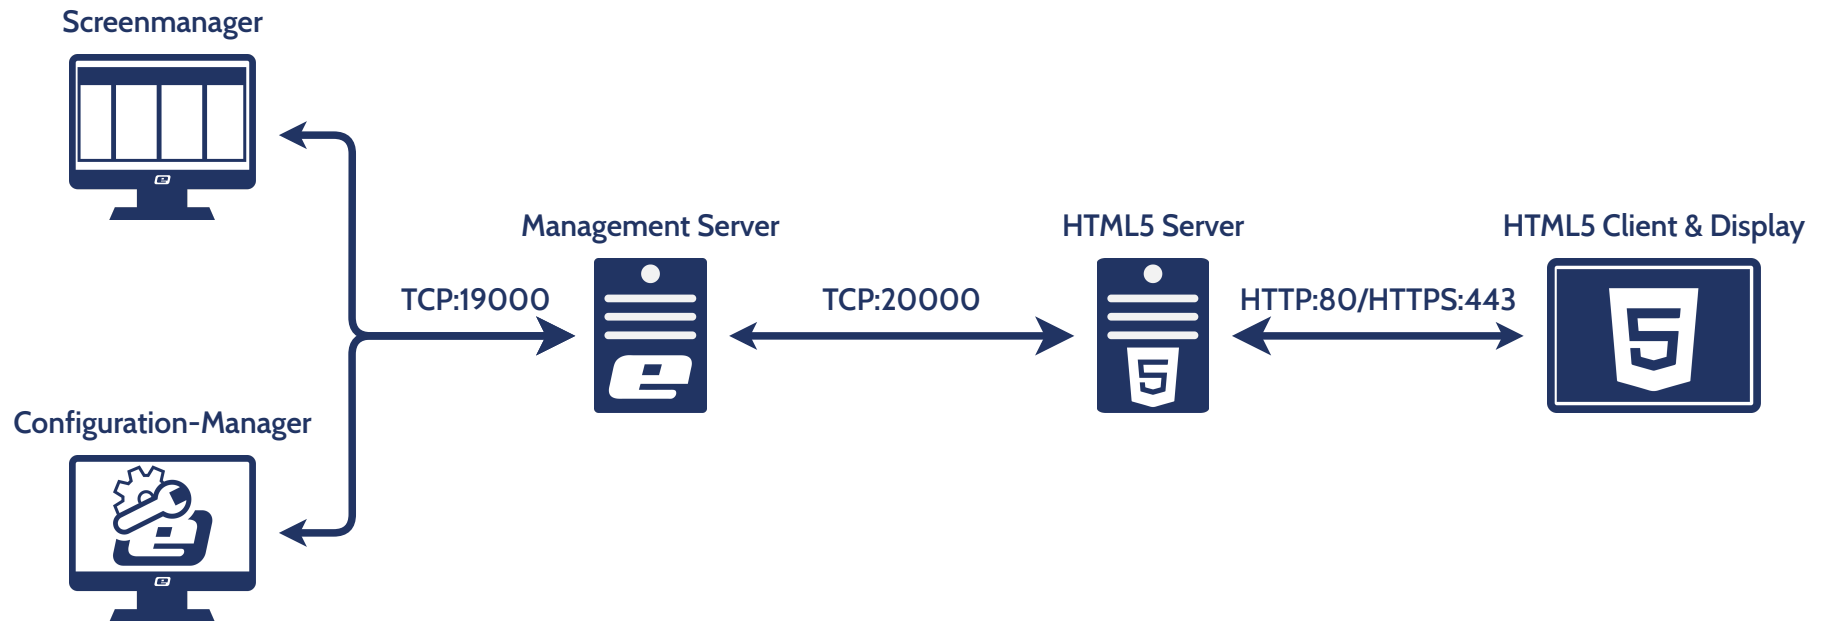 Screenmanager
Management Server
HTML5 Server
HTML5 Client & Display
TCP:19000
TCP:20000
HTTP:80/HTTPS:443
Configuration-Manager